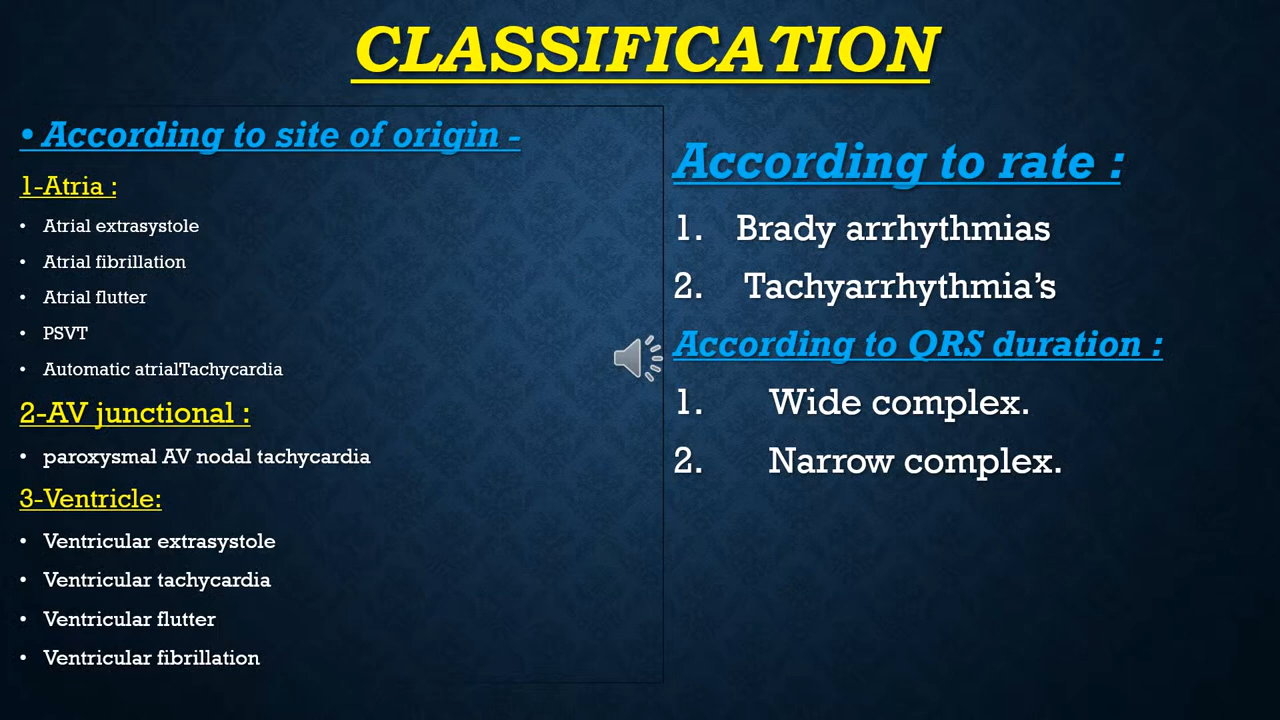 CLASSIFICATION
• According to site of origin -
1-Atria :
• Atrial extrasystole
• Atrial fibrillation
• Atrial flutter
• PSVT
• Automatic atrialTachycardia
2-AV junctional :
• paroxysmal AV nodal tachycardia
3-Ventricle:
• Ventricular extrasystole
• Ventricular tachycardia
• Ventricular flutter
• Ventricular fibrillation
According to rate :
1. Brady arrhythmias
2. Tachyarrhythmia’s
According to QRS duration :
1. Wide complex.
2. Narrow complex.